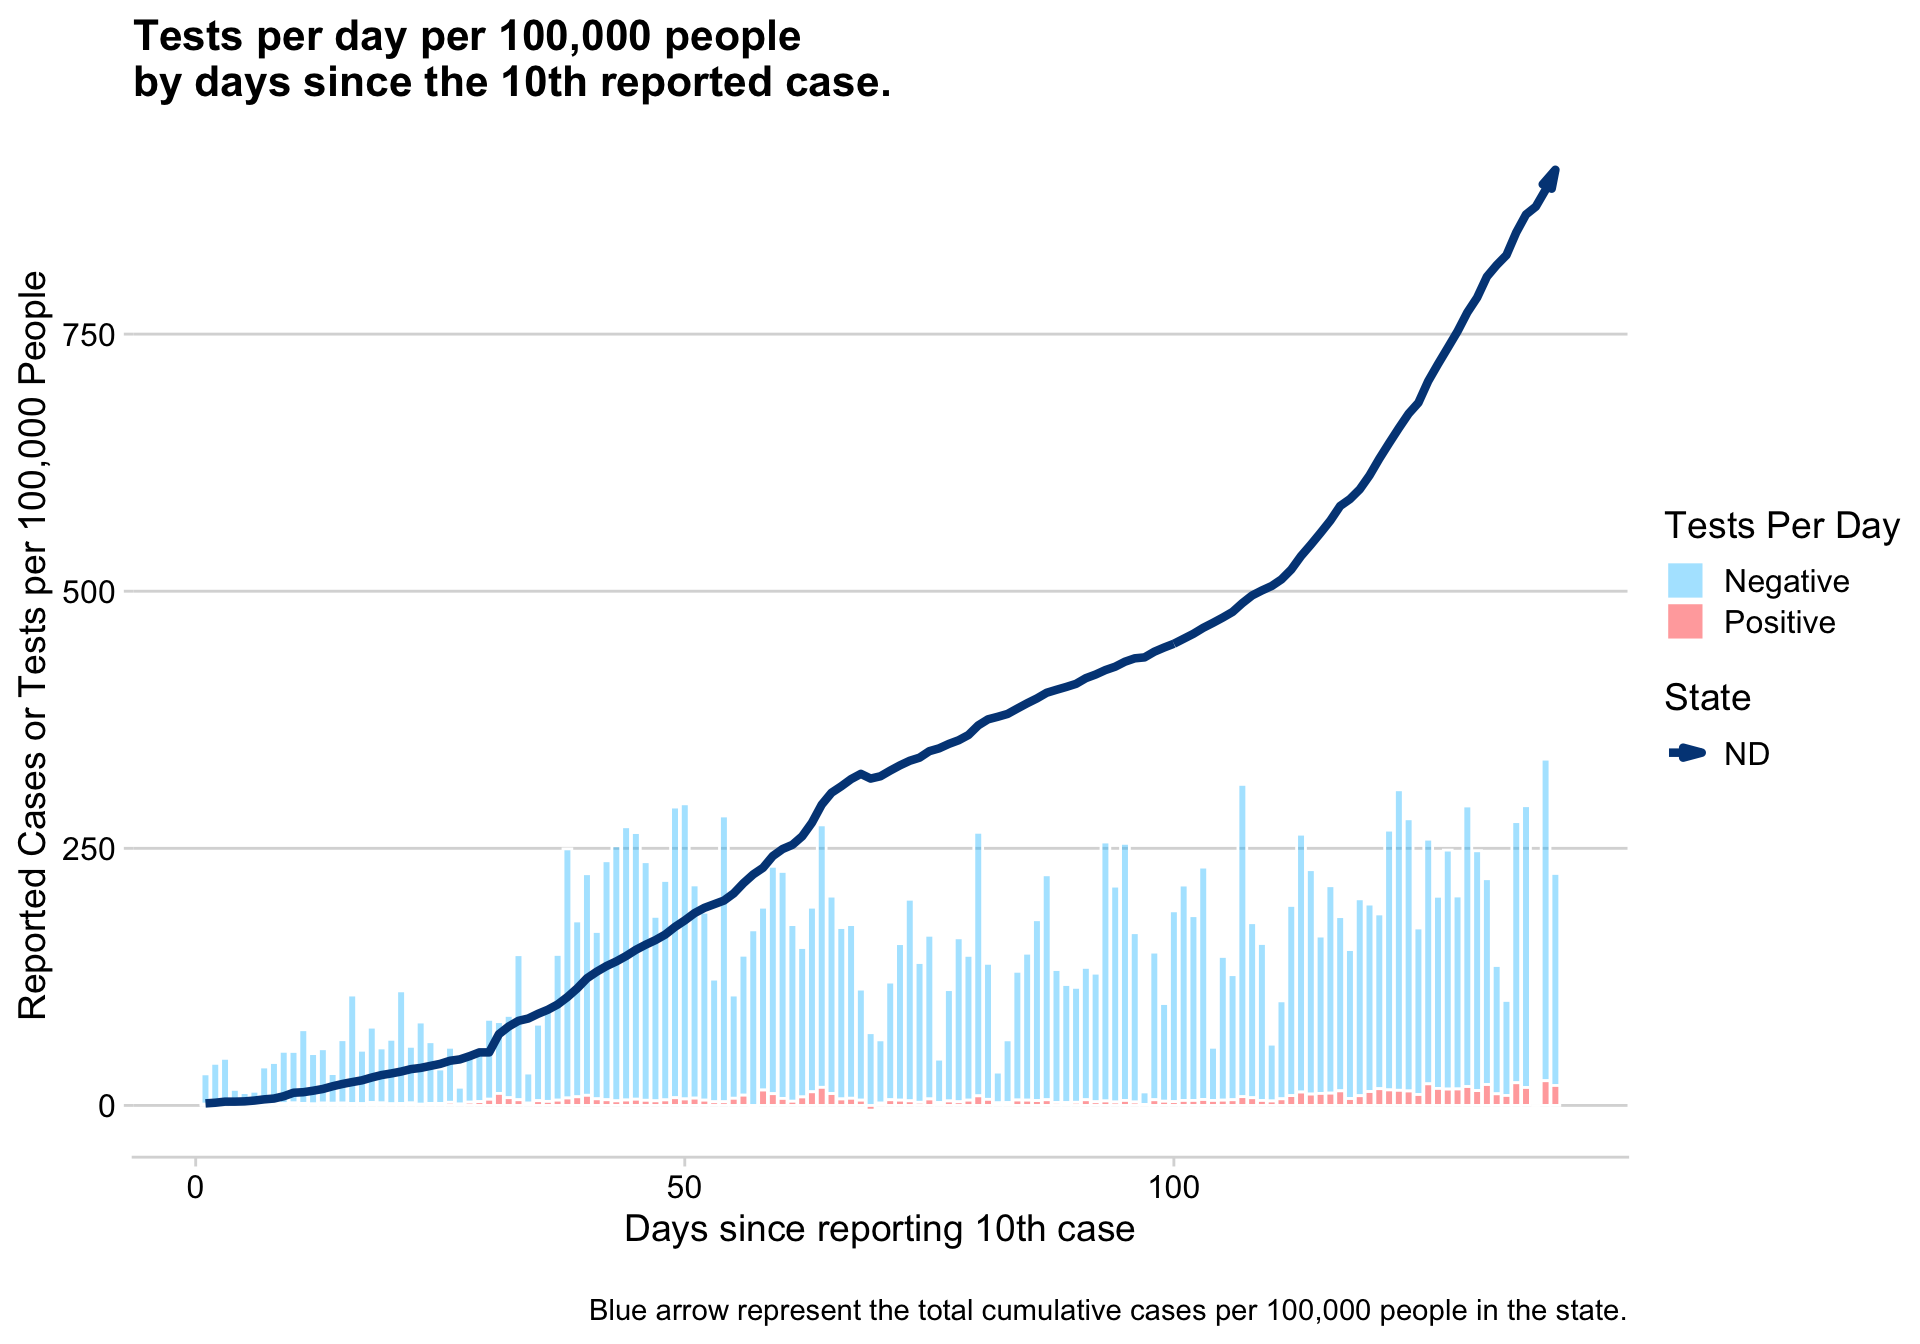 Tests per day per 100,000 people
by days since the 10th reported case.
Reported Cases or Tests per 100,000 People
750
500
250
0
0
50
100
Days since reporting 10th case
Tests Per Day
Negative
Positive
State
ND
Blue arrow represent the total cumulative cases per 100,000 people in the state.